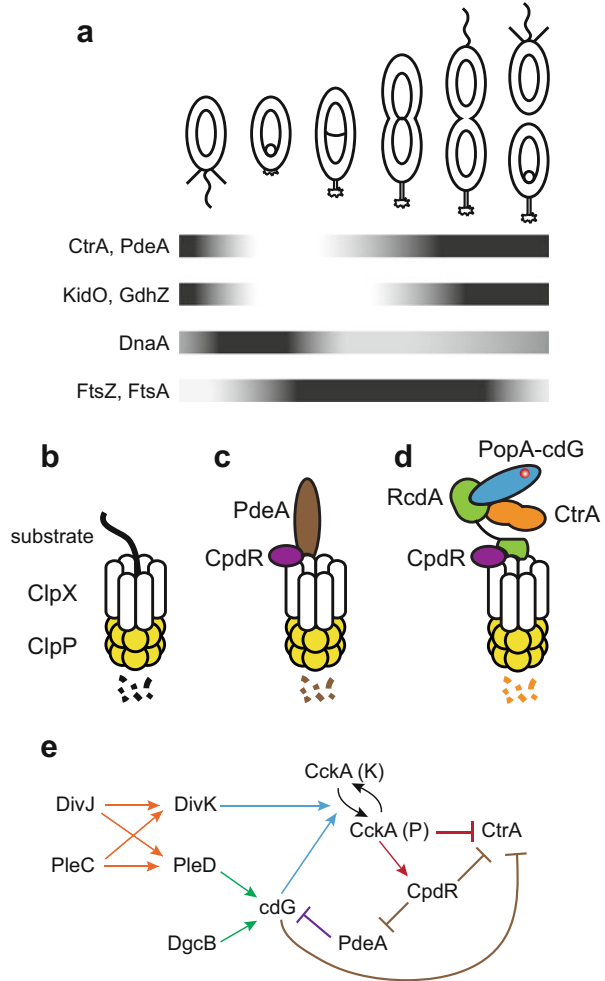 a
CtrA, PdeA
KidO, GdhZ
DnaA
FtsZ, FtsA
b
substrate
ClpX
ClpP
c
PdeA
CpdR
d
PopA-cdG
RcdA
CtrA
CpdR
e
CckA (K)
DivJ
DivK
CckA (P)
CtrA
PleC
PleD
CpdR
cdG
DgcB
PdeA